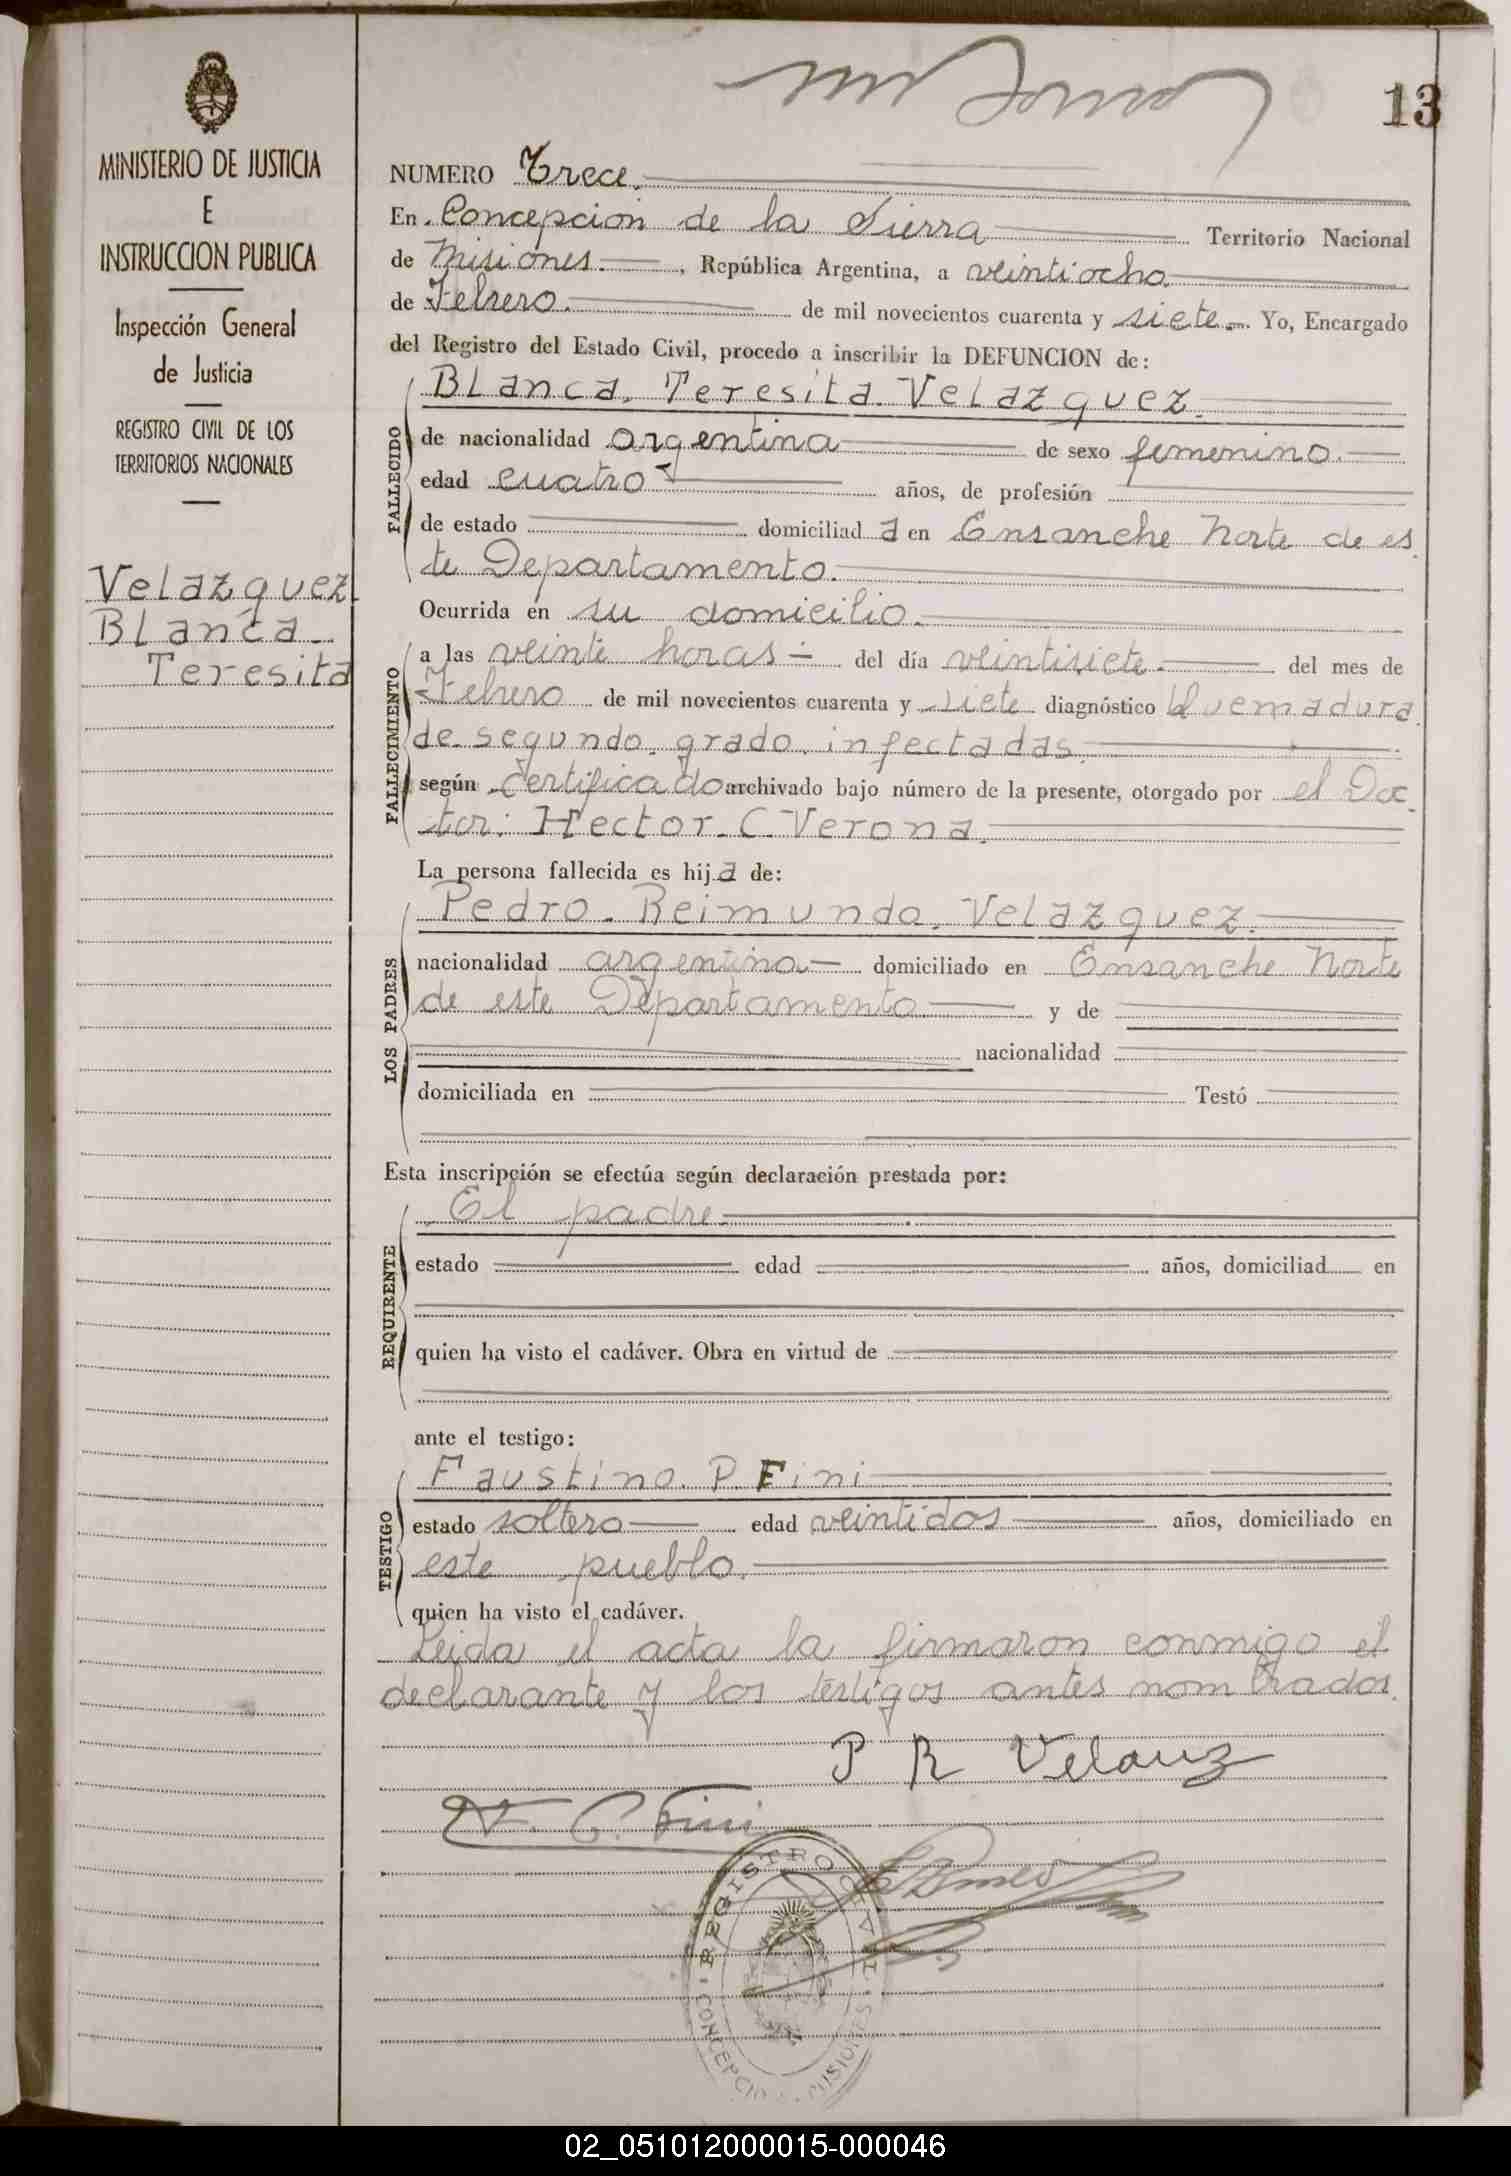 13
MINISTERIO DE JUSTICIA
E
INSTRUCCION PUBLICA
Inspección General
de Justicia
REGISTRO CIVIL DE LOS
TERRITORIOS NACIONALES
Velazquez
Blanca
Teresita
NUMERO Trece.
En Concepcion de la Sierra Territorio Nacional
de Misiones. , República Argentina, a veintiocho
de Febrero. de mil novecientos cuarenta y siete. Yo, Encargado
del Registro del Estado Civil, procedo a inscribir la DEFUNCION de:
FALLECIDO
Blanca Teresita Velazquez
de nacionalidad argentina de sexo femenino.
edad cuatro años, de profesión
de estado domiciliad a en Ensanche Norte de es
te Departamento.
Ocurrida en su domicilio.
FALLECIMIENTO
a las veinte horas del día veintisiete del mes de
Febrero de mil novecientos cuarenta y siete diagnóstico Quemadura
de segundo grado infectadas
según certificado archivado bajo número de la presente, otorgado por el Doc
tor: Hector C. Verona
La persona fallecida es hija de:
LOS PADRES
Pedro Reimundo Velazquez
nacionalidad argentina domiciliado en Ensanche Norte
de este Departamento y de
nacionalidad
domiciliada en Testó
Esta inscripción se efectúa según declaración prestada por:
REQUIRENTE
El padre
estado edad años, domiciliad en
quien ha visto el cadáver. Obra en virtud de
ante el testigo:
TESTIGO
Faustino P. Fini
estado soltero edad veintidos años, domiciliado en
este pueblo.
quien ha visto el cadáver.
Leida el acta la firmaron conmigo el
declarante y los testigos antes nombrados.
P R Velauz
Fini
REGISTRO
02_051012000015-000046